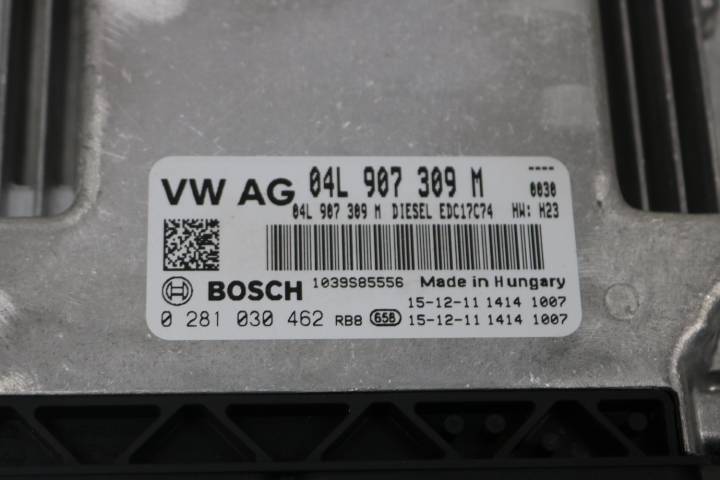 VW AG 04L 907 309 M ----
0030
04L 907 309 M DIESEL EDC17C74 HW: H23
BOSCH 1039S85556 Made in Hungary
15-12-11 1414 1007
0 281 030 462 RB8 658 15-12-11 1414 1007